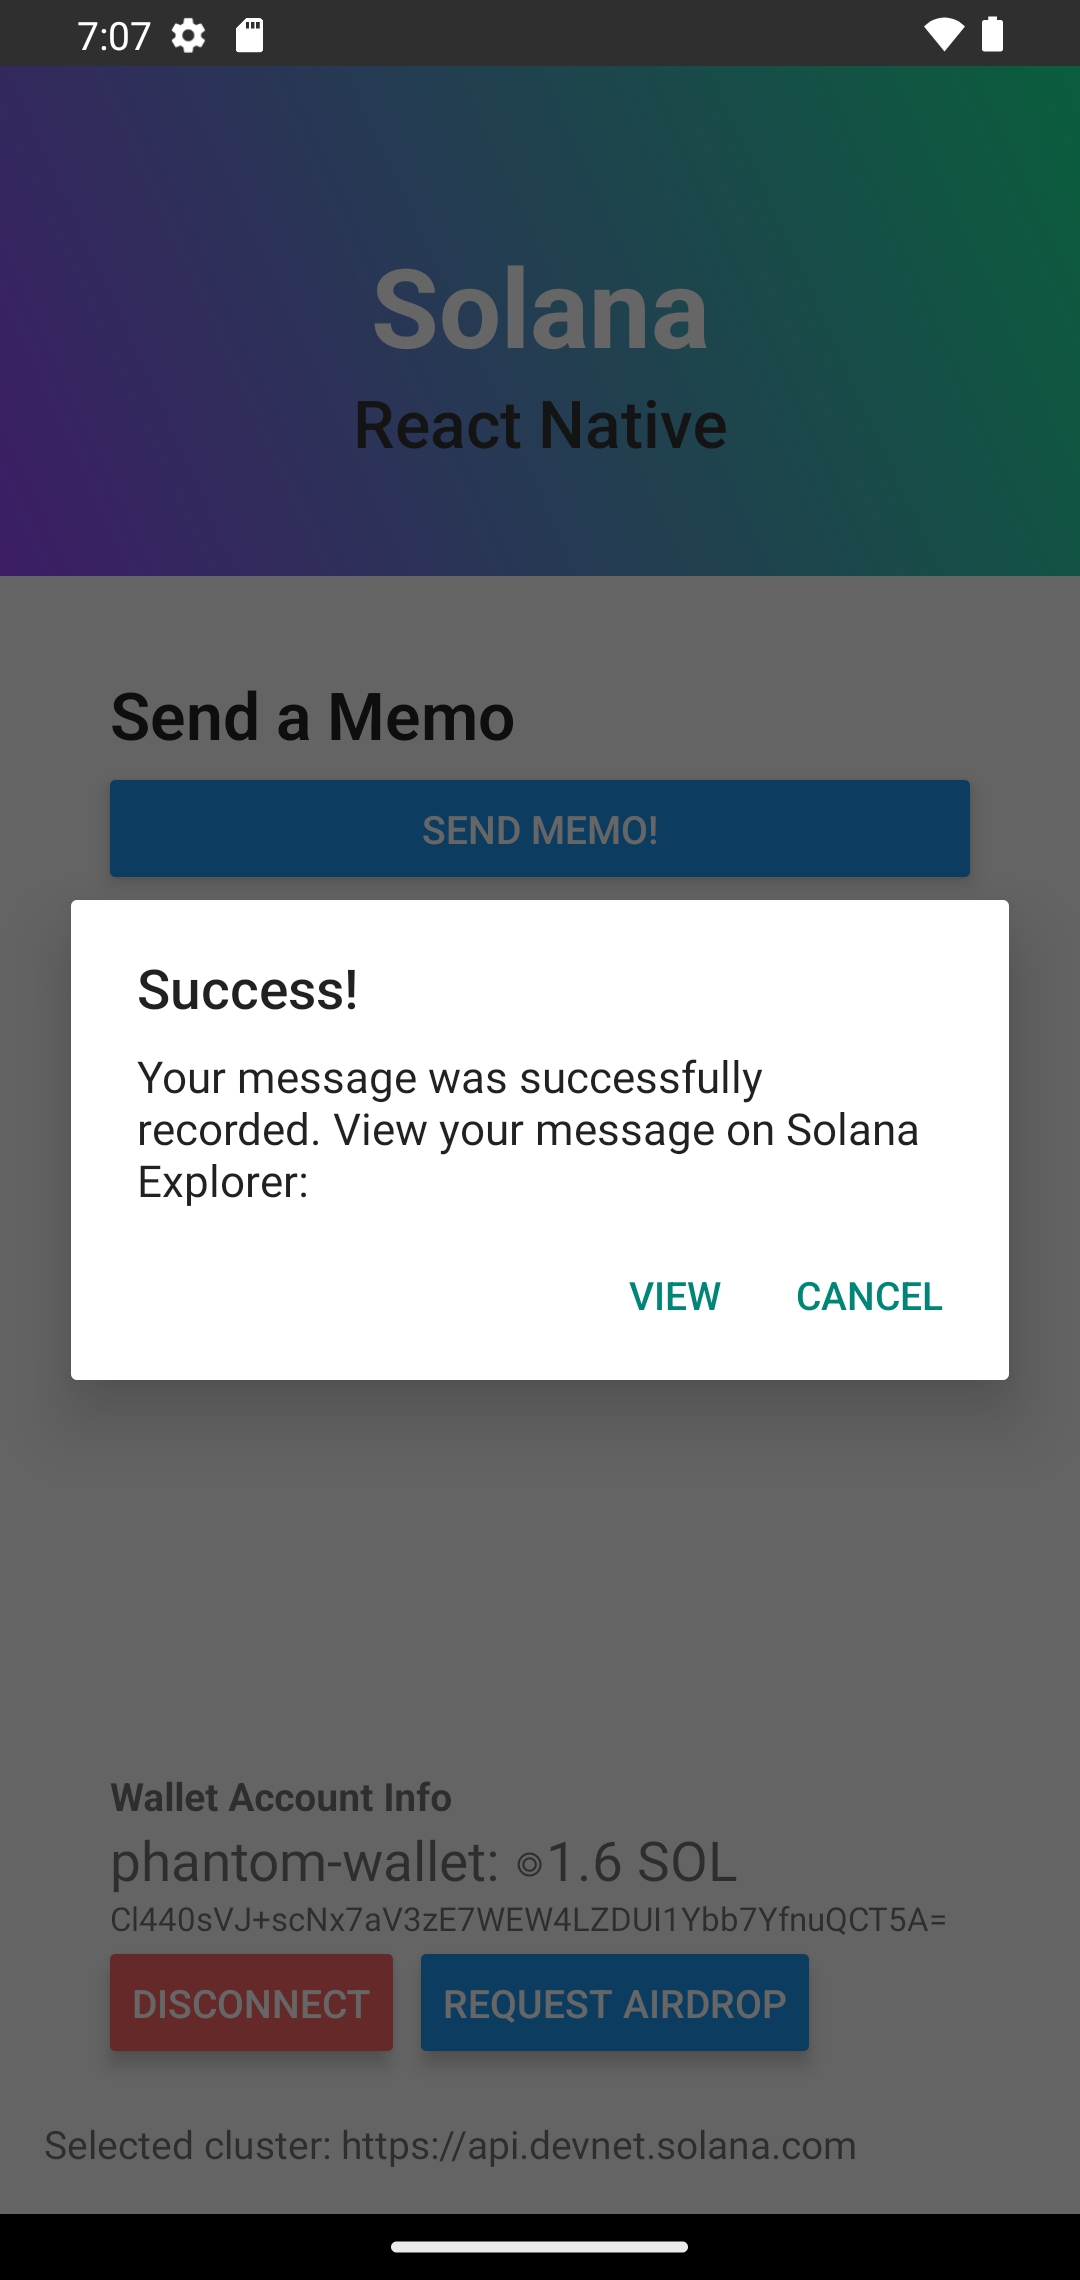 7:07
Solana
React Native
Send a Memo
SEND MEMO!
Success!
Your message was successfully
recorded. View your message on Solana
Explorer:
VIEW CANCEL
Wallet Account Info
phantom-wallet: ◎1.6 SOL
Cl440sVJ+scNx7aV3zE7WEW4LZDUI1Ybb7YfnuQCT5A=
DISCONNECT REQUEST AIRDROP
Selected cluster: https://api.devnet.solana.com